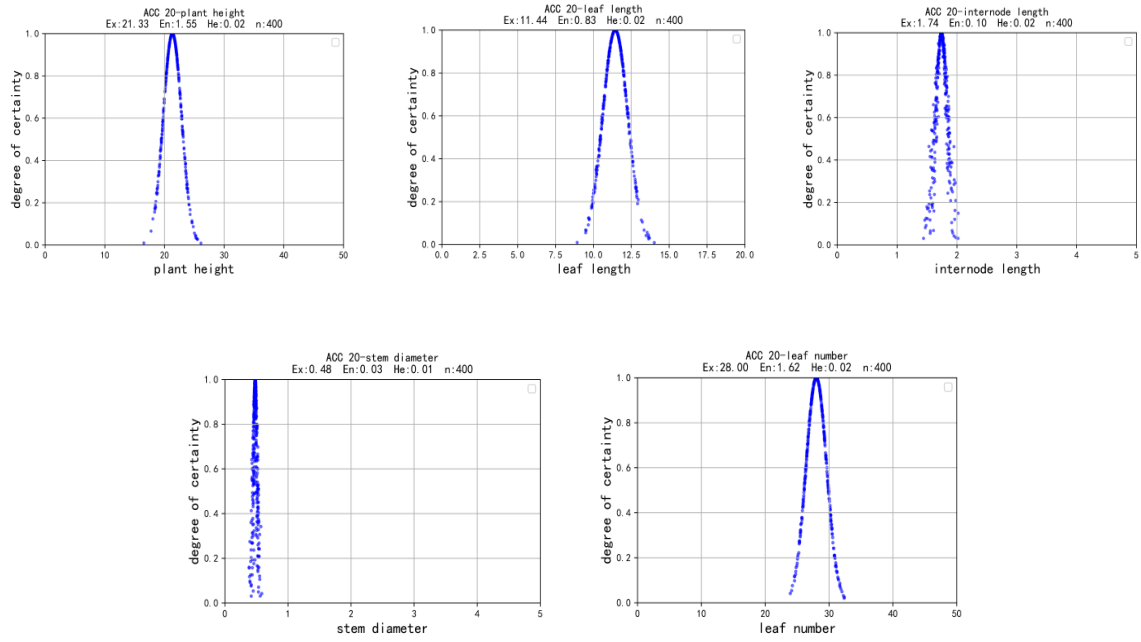 ACC 20-plant height
Ex:21.33 En:1.55 He:0.02 n:400
1.0
0.8
0.6
0.4
0.2
0.0
degree of certainty
0 10 20 30 40 50
plant height
ACC 20-leaf length
Ex:11.44 En:0.83 He:0.02 n:400
1.0
0.8
0.6
0.4
0.2
0.0
degree of certainty
0.0 2.5 5.0 7.5 10.0 12.5 15.0 17.5 20.0
leaf length
ACC 20-internode length
Ex:1.74 En:0.10 He:0.02 n:400
1.0
0.8
0.6
0.4
0.2
0.0
degree of certainty
0 1 2 3 4 5
internode length
ACC 20-stem diameter
Ex:0.48 En:0.03 He:0.01 n:400
1.0
0.8
0.6
0.4
0.2
0.0
degree of certainty
0 1 2 3 4 5
stem diameter
ACC 20-leaf number
Ex:28.00 En:1.62 He:0.02 n:400
1.0
0.8
0.6
0.4
0.2
0.0
degree of certainty
0 10 20 30 40 50
leaf number